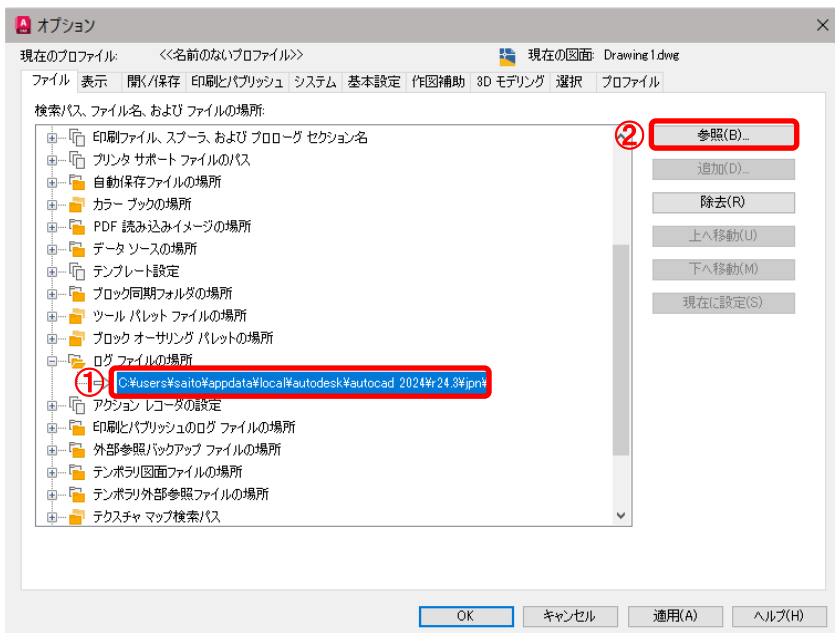 オプション
現在のプロファイル: <<名前のないプロファイル>> 現在の図面: Drawing1.dwg
ファイル 表示 開く/保存 印刷とパブリッシュ システム 基本設定 作図補助 3D モデリング 選択 プロファイル
検索パス、ファイル名、および ファイルの場所:
印刷ファイル、スプーラ、および プロローグ セクション名
② 参照(B)...
プリンタ サポート ファイルのパス
追加(D)...
自動保存ファイルの場所
カラー ブックの場所
除去(R)
PDF 読み込みイメージの場所
上へ移動(U)
データ ソースの場所
テンプレート設定
下へ移動(M)
ブロック同期フォルダの場所
現在に設定(S)
ツール パレット ファイルの場所
ブロック オーサリング パレットの場所
ログ ファイルの場所
① C:¥users¥saito¥appdata¥local¥autodesk¥autocad 2024¥r24.3¥jpn¥
アクション レコーダの設定
印刷とパブリッシュのログ ファイルの場所
外部参照バックアップ ファイルの場所
テンポラリ図面ファイルの場所
テンポラリ外部参照ファイルの場所
テクスチャ マップ検索パス
OK キャンセル 適用(A) ヘルプ(H)